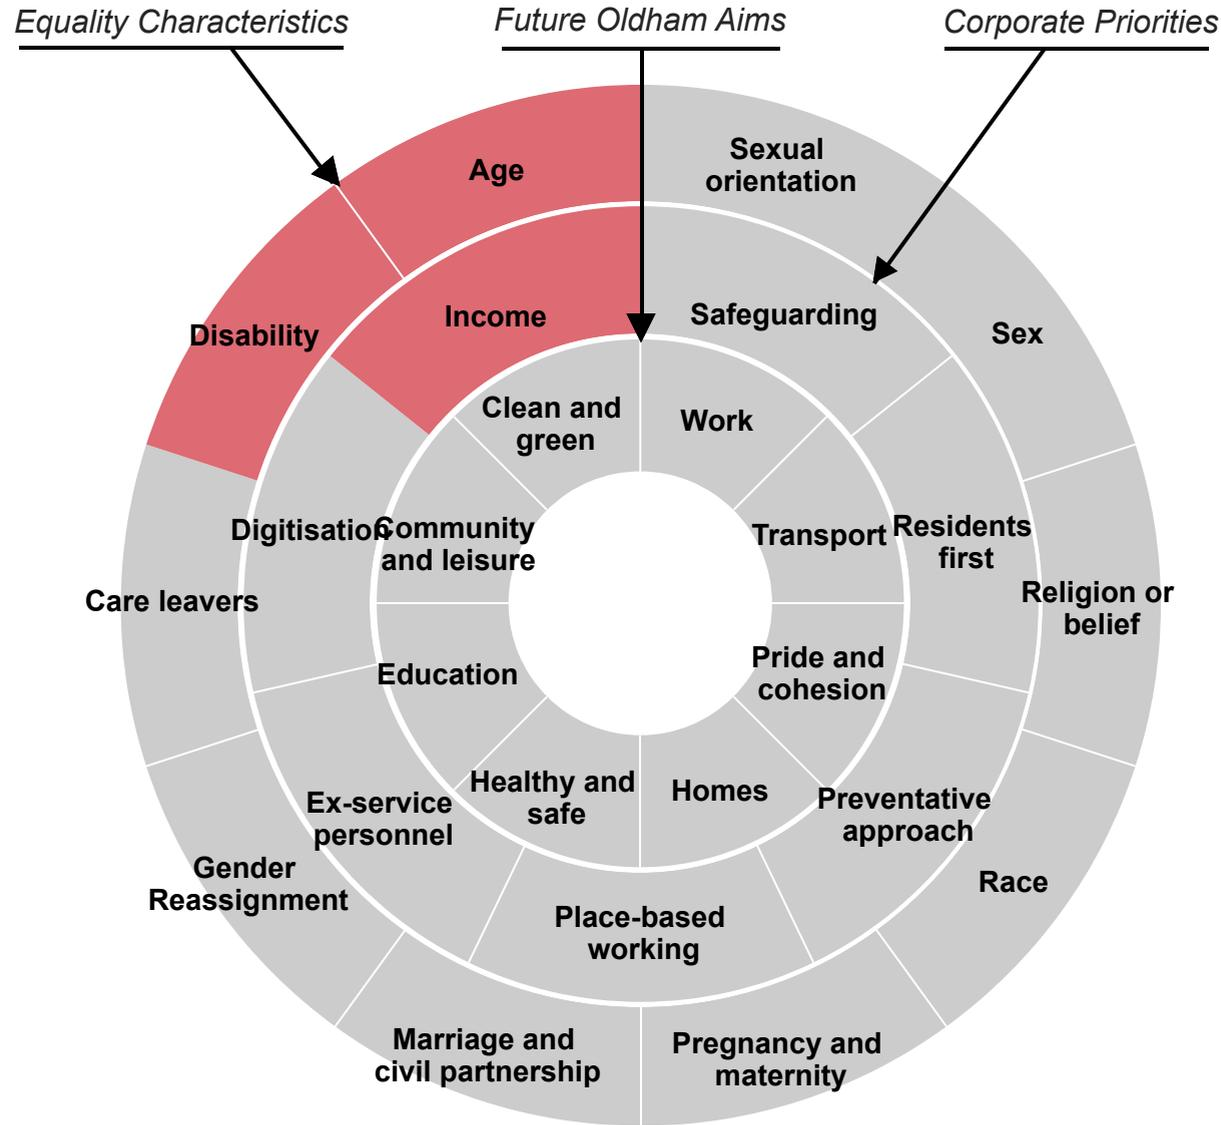 Equality Characteristics
Future Oldham Aims
Corporate Priorities
Age
Sexual
orientation
Disability
Income
Safeguarding
Sex
Clean and
green
Work
Digitisation
Community
and leisure
Transport
Residents
first
Care leavers
Religion or
belief
Education
Pride and
cohesion
Healthy and
safe
Homes
Ex-service
personnel
Preventative
approach
Gender
Reassignment
Race
Place-based
working
Marriage and
civil partnership
Pregnancy and
maternity